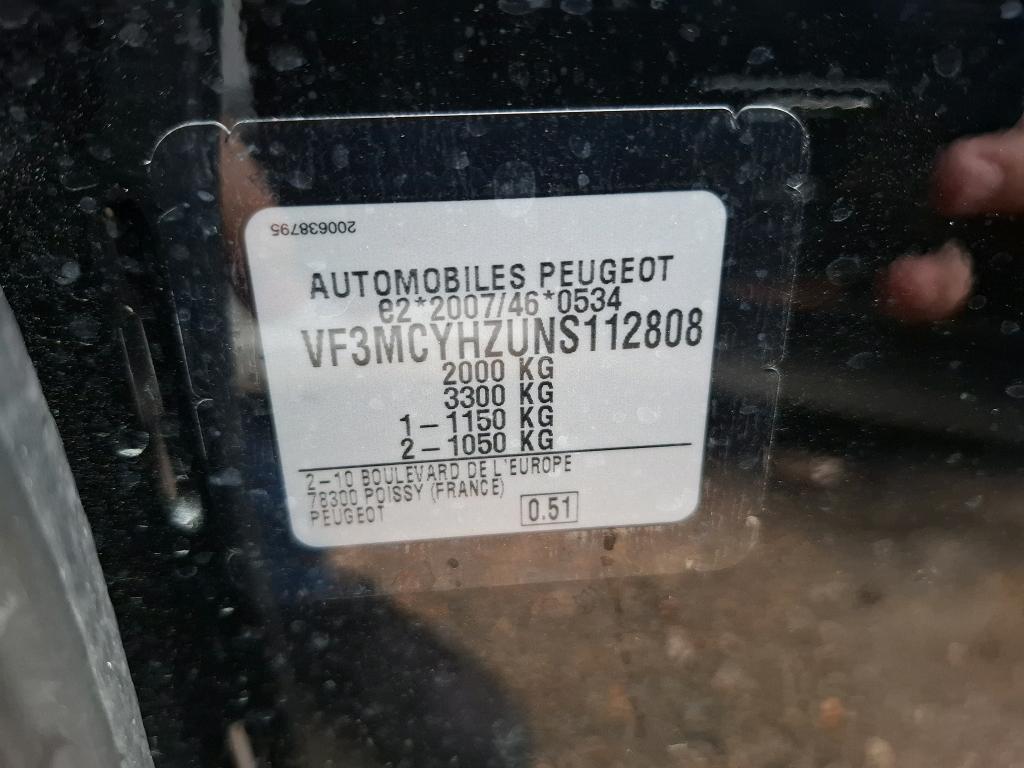 200638795
AUTOMOBILES PEUGEOT
e2*2007/46*0534
VF3MCYHZUNS112808
2000 KG
3300 KG
1-1150 KG
2-1050 KG
2-10 BOULEVARD DE L'EUROPE
78300 POISSY (FRANCE)
PEUGEOT
0.51